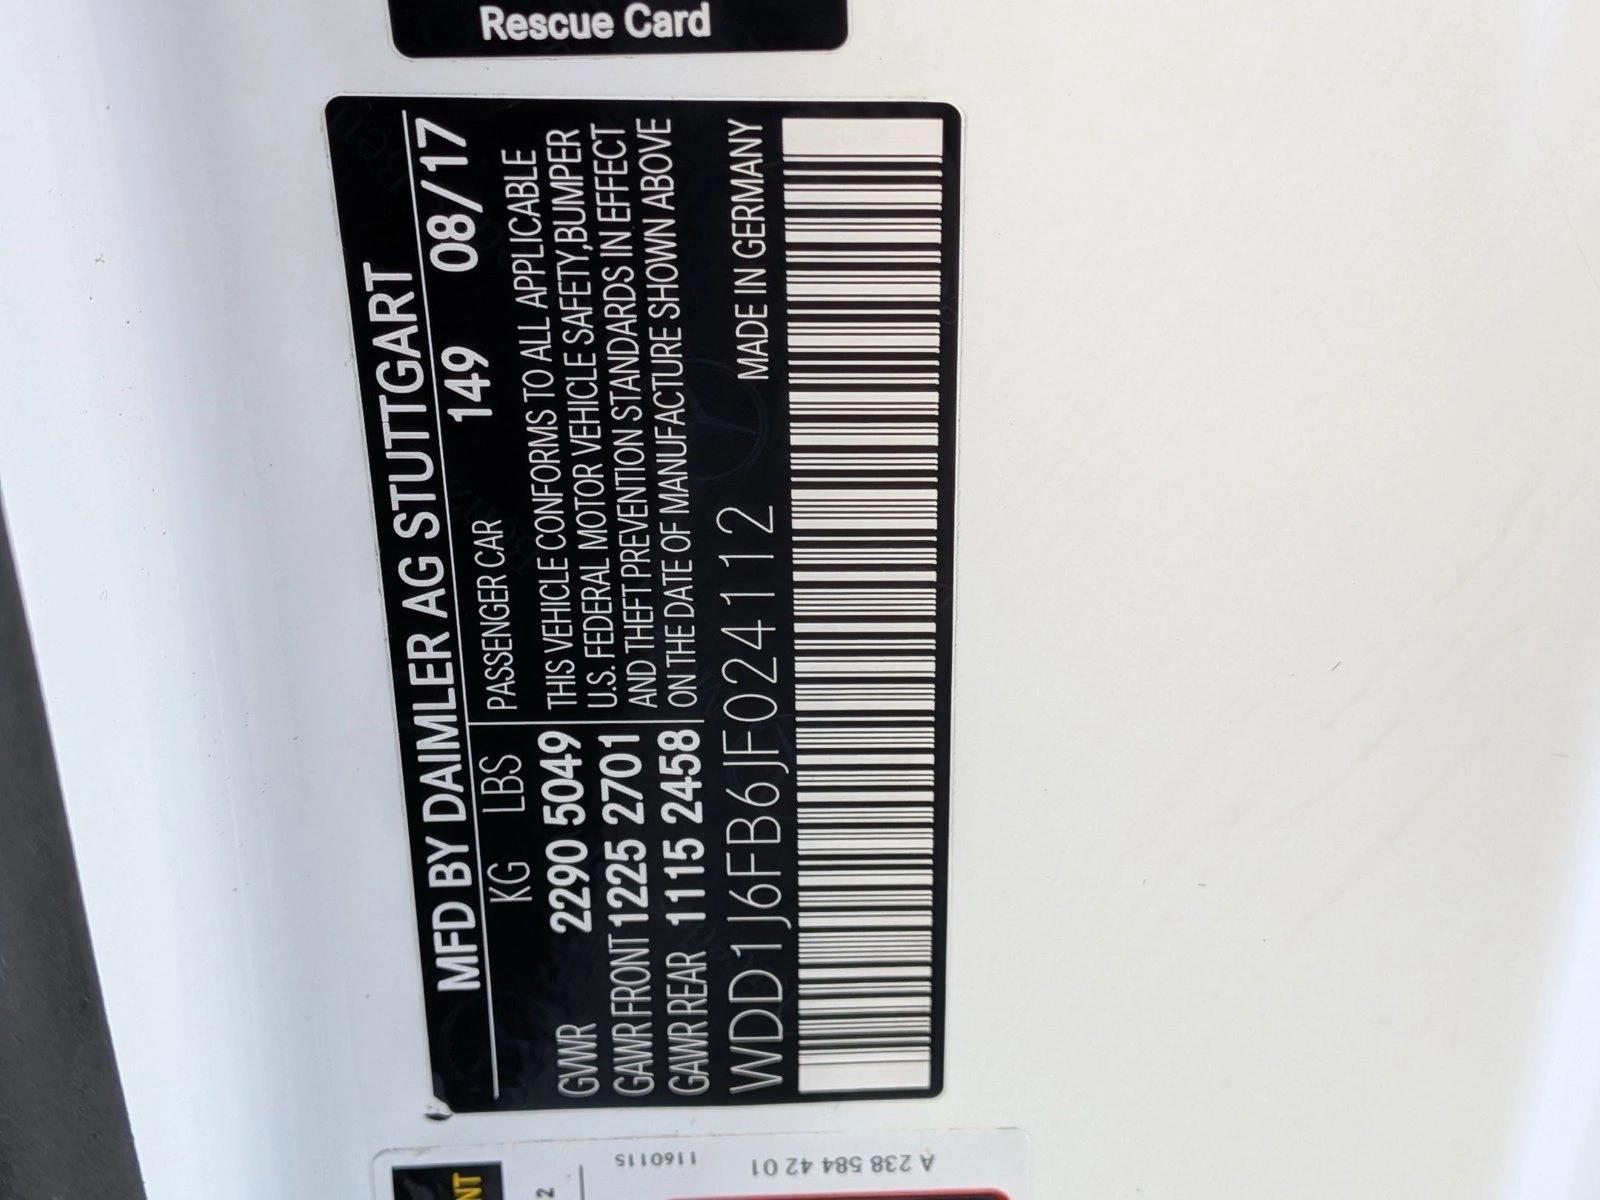 Rescue Card
MFD BY DAIMLER AG STUTTGART
149 08/17
KG LBS
PASSENGER CAR
GVWR 2290 5049
GAWR FRONT 1225 2701
GAWR REAR 1115 2458
THIS VEHICLE CONFORMS TO ALL APPLICABLE
U.S. FEDERAL MOTOR VEHICLE SAFETY,BUMPER
AND THEFT PREVENTION STANDARDS IN EFFECT
ON THE DATE OF MANUFACTURE SHOWN ABOVE
WDD1J6FB6JF024112
MADE IN GERMANY
A 238 584 42 01
1160115